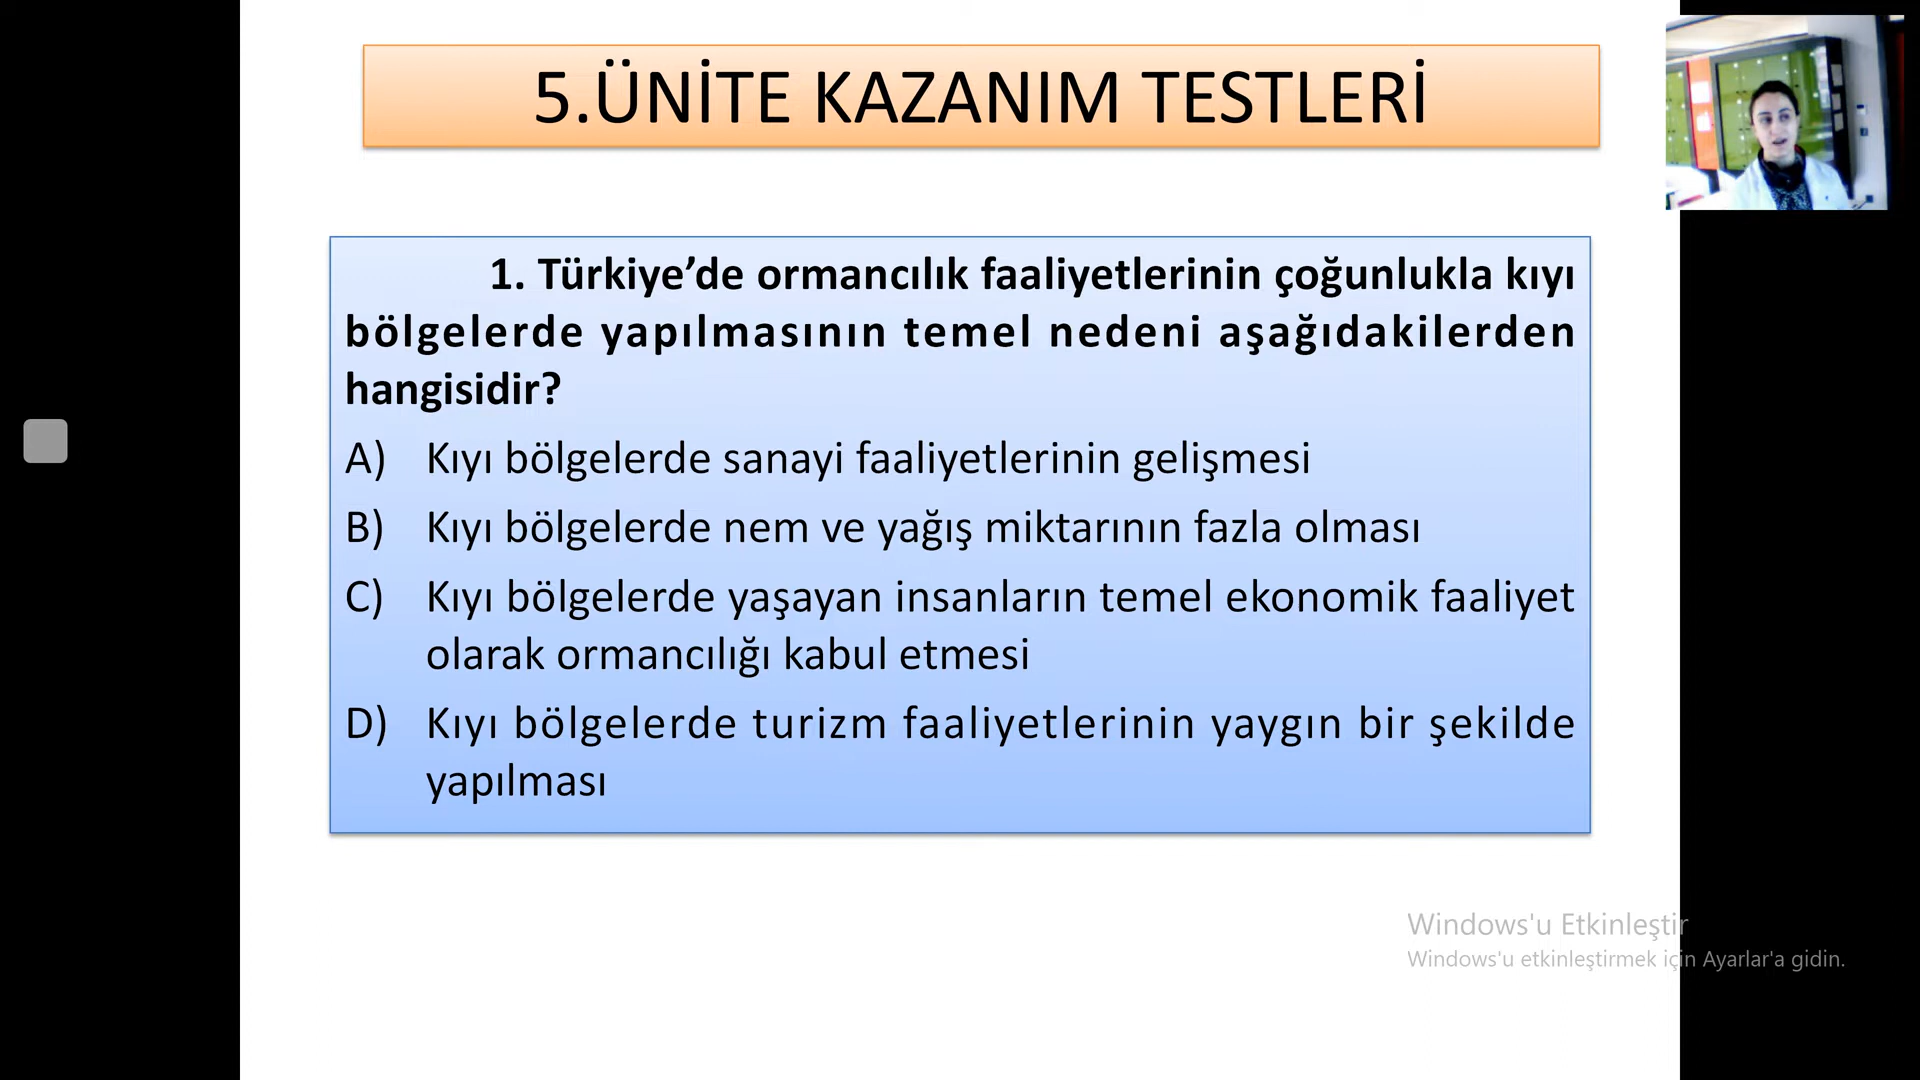 5.ÜNİTE KAZANIM TESTLERİ
1. Türkiye’de ormancılık faaliyetlerinin çoğunlukla kıyı
bölgelerde yapılmasının temel nedeni aşağıdakilerden
hangisidir?
A) Kıyı bölgelerde sanayi faaliyetlerinin gelişmesi
B) Kıyı bölgelerde nem ve yağış miktarının fazla olması
C) Kıyı bölgelerde yaşayan insanların temel ekonomik faaliyet
olarak ormancılığı kabul etmesi
D) Kıyı bölgelerde turizm faaliyetlerinin yaygın bir şekilde
yapılması
Windows'u Etkinleştir
Windows'u etkinleştirmek için Ayarlar'a gidin.